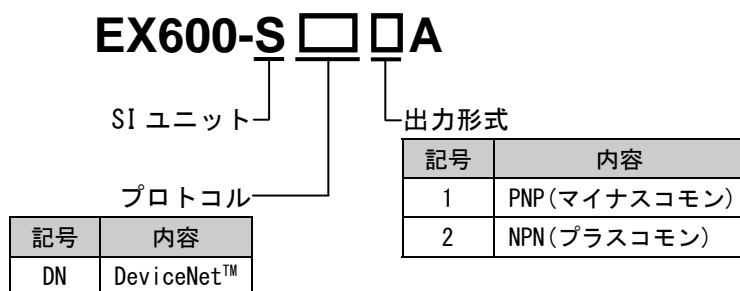 EX600-S□□A
SI ユニット
出力形式
記号 内容
1 PNP(マイナスコモン)
2 NPN(プラスコモン)
プロトコル
記号 内容
DN DeviceNet™